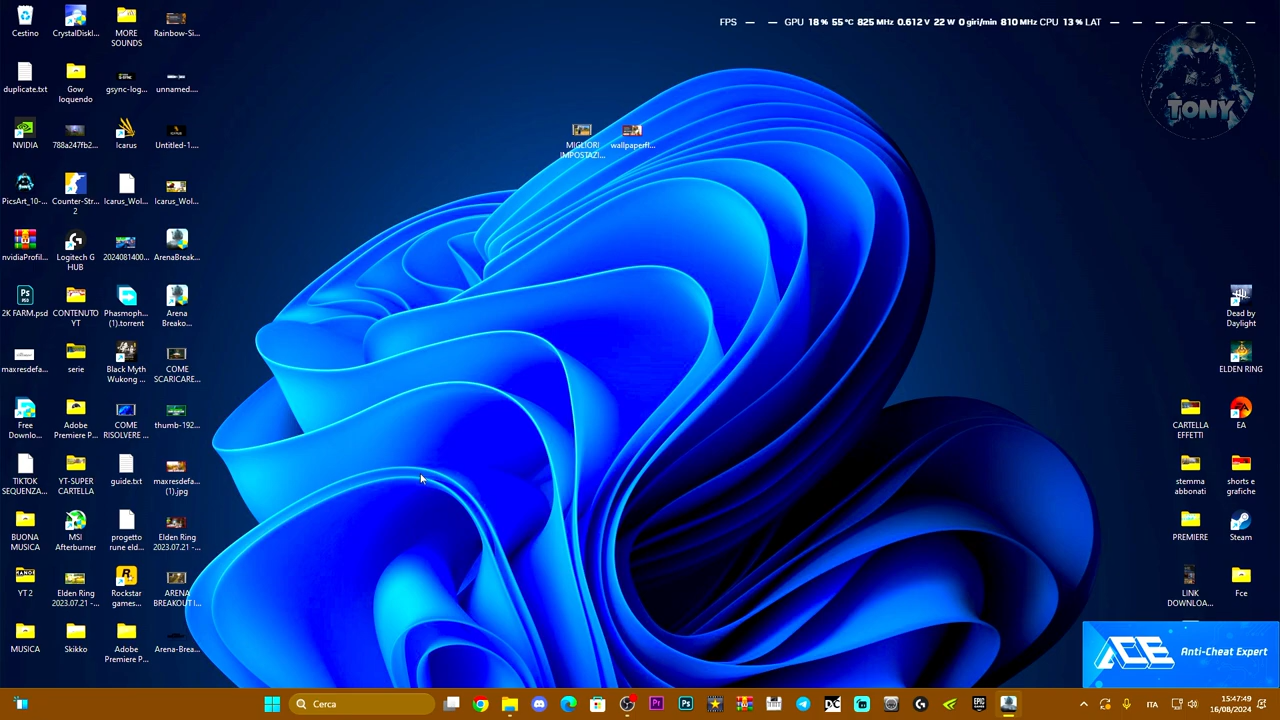 FPS — — GPU 18 % 55 °C 825 MHz 0.612 V 22 W 0 giri/min 810 MHz CPU 13 % LAT — — — — — — —
TONY
Cestino
CrystalDiskI...
MORE
SOUNDS
Rainbow-Si...
duplicate.txt
Gow
loquendo
gsync-log...
unnamed....
NVIDIA
788a247fb2...
Icarus
Untitled-1....
PicsArt_10-...
Counter-Str...
2
Icarus_Wol...
Icarus_Wol...
nvidiaProfil...
Logitech G
HUB
2024081400...
ArenaBreak...
2K FARM.psd
CONTENUTO
YT
Phasmoph...
(1).torrent
Arena
Breako...
maxresdefa...
serie
Black Myth
Wukong ...
COME
SCARICARE...
Free
Downlo...
Adobe
Premiere P...
COME
RISOLVERE ...
thumb-192...
TIKTOK
SEQUENZA...
YT-SUPER
CARTELLA
guide.txt
maxresdefa...
(1).jpg
BUONA
MUSICA
MSI
Afterburner
progetto
rune eld...
Elden Ring
2023.07.21 -...
YT 2
Elden Ring
2023.07.21 -...
Rockstar
games...
ARENA
BREAKOUT I...
MUSICA
Skikko
Adobe
Premiere P...
Arena-Brea...
MIGLIORI
IMPOSTAZI...
wallpaperfl...
Dead by
Daylight
ELDEN RING
CARTELLA
EFFETTI
EA
stemma
abbonati
shorts e
grafiche
PREMIERE
Steam
LINK
DOWNLOA...
Fce
ACE Anti-Cheat Expert
Cerca
ITA
15:47:49
16/08/2024